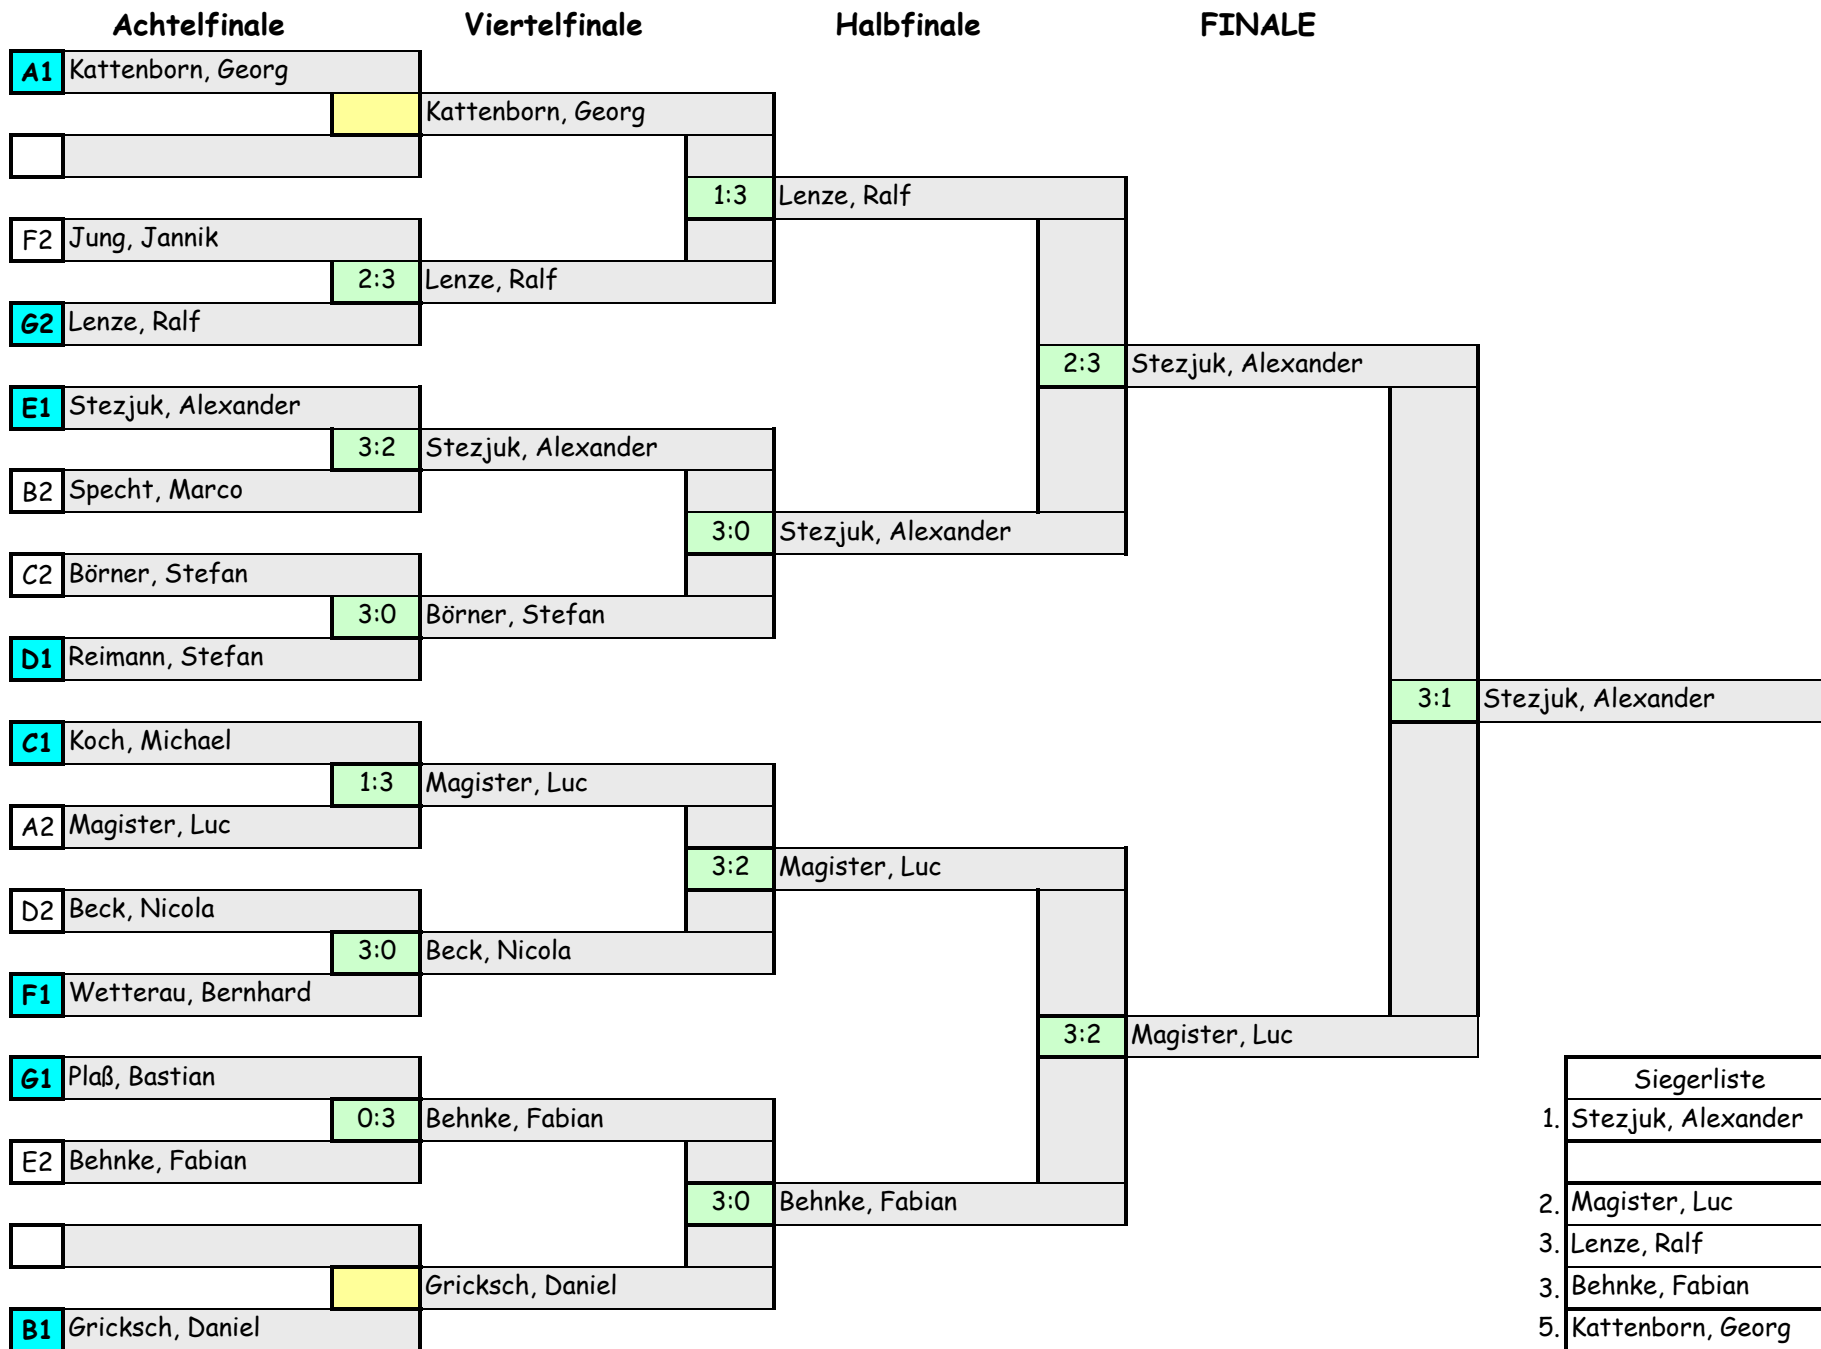 Achtelfinale Viertelfinale Halbfinale FINALE
A1 Kattenborn, Georg
Kattenborn, Georg
1:3 Lenze, Ralf
F2 Jung, Jannik
2:3 Lenze, Ralf
G2 Lenze, Ralf
2:3 Stezjuk, Alexander
E1 Stezjuk, Alexander
3:2 Stezjuk, Alexander
B2 Specht, Marco
3:0 Stezjuk, Alexander
C2 Börner, Stefan
3:0 Börner, Stefan
D1 Reimann, Stefan
3:1 Stezjuk, Alexander
C1 Koch, Michael
1:3 Magister, Luc
A2 Magister, Luc
3:2 Magister, Luc
D2 Beck, Nicola
3:0 Beck, Nicola
F1 Wetterau, Bernhard
3:2 Magister, Luc
G1 Plaß, Bastian
Siegerliste
0:3 Behnke, Fabian
1. Stezjuk, Alexander
E2 Behnke, Fabian
3:0 Behnke, Fabian
2. Magister, Luc
3. Lenze, Ralf
Gricksch, Daniel
3. Behnke, Fabian
B1 Gricksch, Daniel
5. Kattenborn, Georg